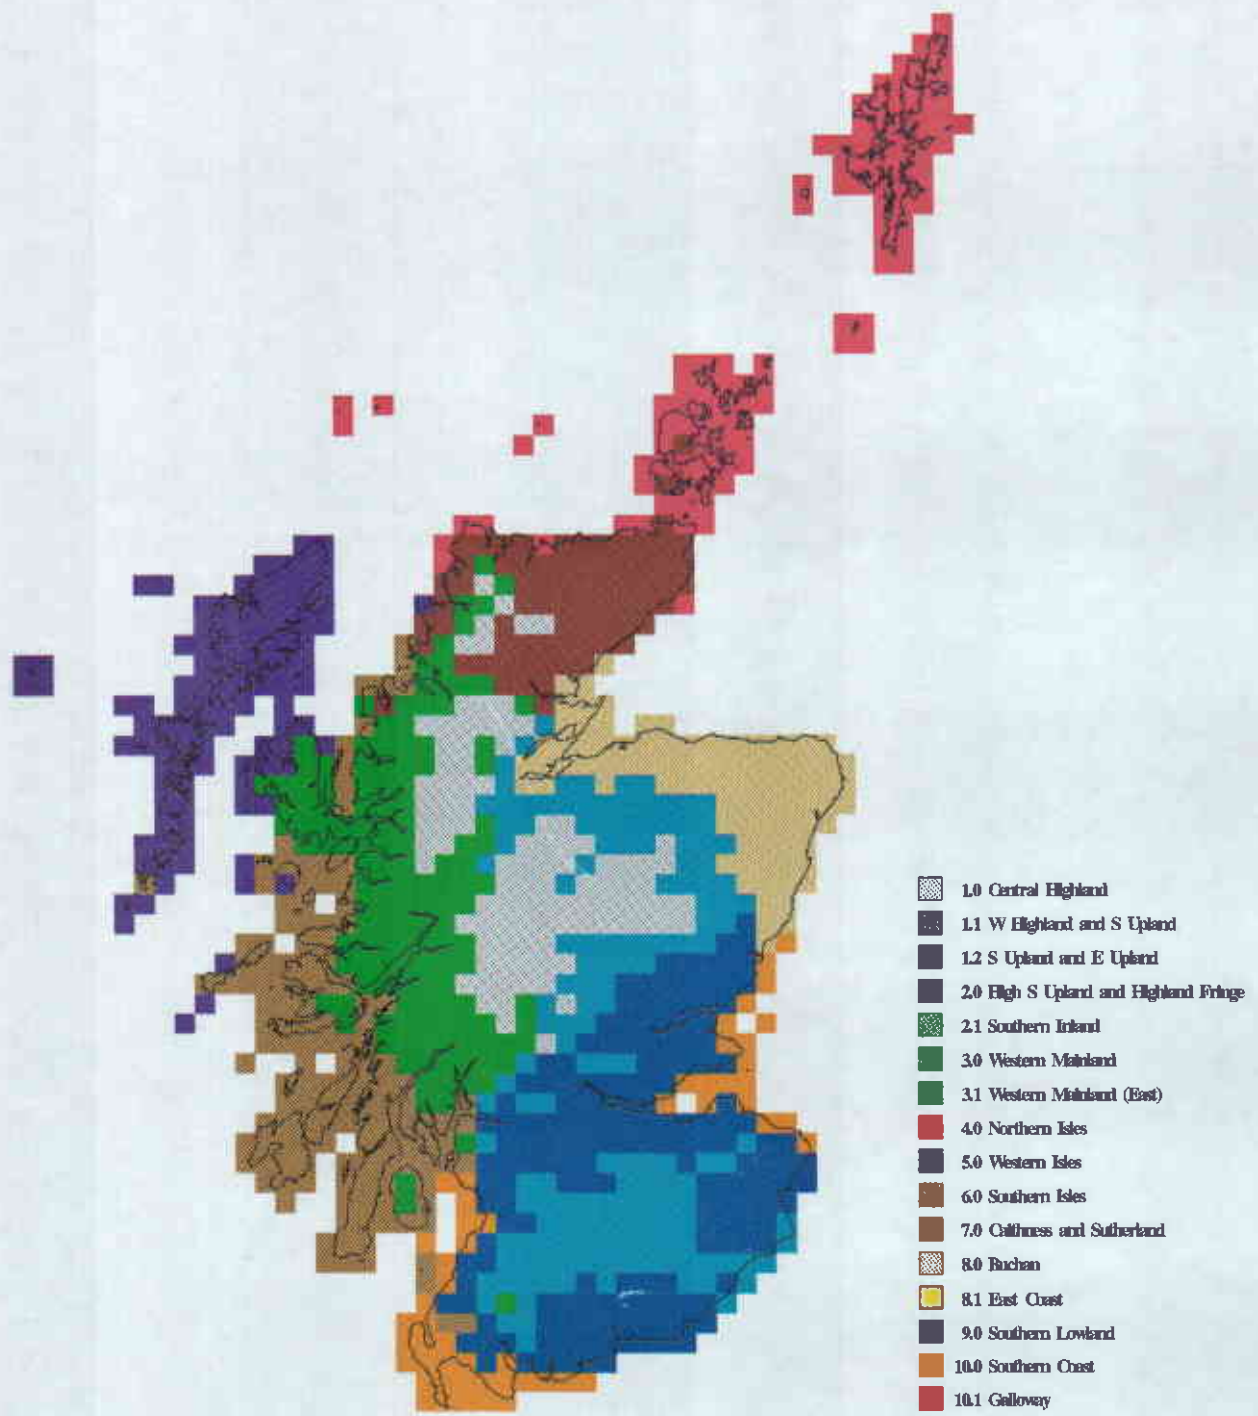 1.0 Central Highland
1.1 W Highland and S Upland
1.2 S Upland and E Upland
2.0 High S Upland and Highland Fringe
2.1 Southern Inland
3.0 Western Mainland
3.1 Western Mainland (East)
4.0 Northern Isles
5.0 Western Isles
6.0 Southern Isles
7.0 Caithness and Sutherland
8.0 Buchan
8.1 East Coast
9.0 Southern Lowland
10.0 Southern Coast
10.1 Galloway